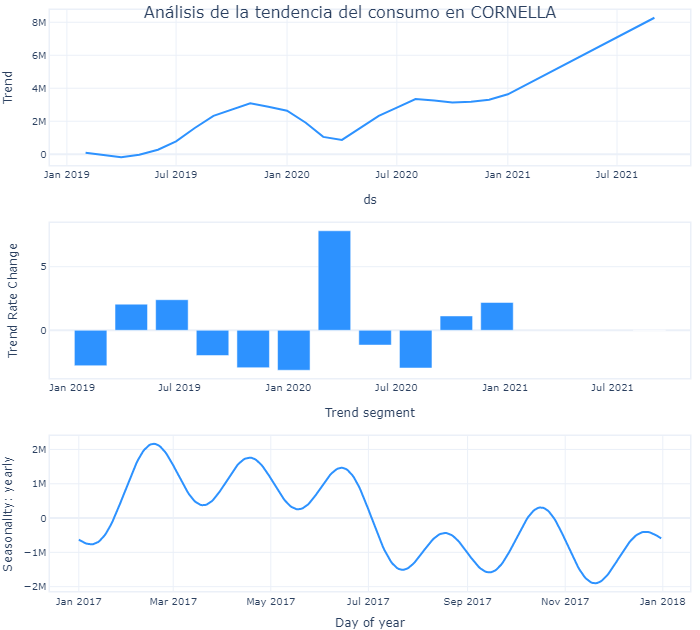 Análisis de la tendencia del consumo en CORNELLA
8M
6M
4M
2M
0
Trend
Jan 2019 Jul 2019 Jan 2020 Jul 2020 Jan 2021 Jul 2021
ds
5
0
Trend Rate Change
Jan 2019 Jul 2019 Jan 2020 Jul 2020 Jan 2021 Jul 2021
Trend segment
2M
1M
0
−1M
−2M
Seasonality: yearly
Jan 2017 Mar 2017 May 2017 Jul 2017 Sep 2017 Nov 2017 Jan 2018
Day of year